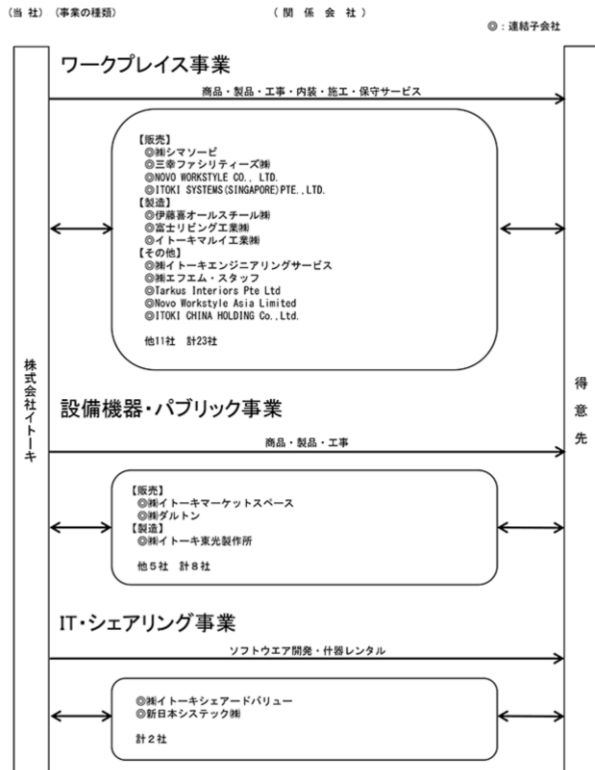 (当 社) (事業の種類) ( 関 係 会 社 )
◎:連結子会社
ワークプレイス事業
商品・製品・工事・内装・施工・保守サービス
【販売】
◎㈱シマソービ
◎三幸ファシリティーズ㈱
◎NOVO WORKSTYLE CO., LTD.
◎ITOKI SYSTEMS(SINGAPORE)PTE.,LTD.
【製造】
◎伊藤喜オールスチール㈱
◎富士リビング工業㈱
◎イトーキマルイ工業㈱
【その他】
◎㈱イトーキエンジニアリングサービス
◎㈱エフエム・スタッフ
◎Tarkus Interiors Pte Ltd
◎Novo Workstyle Asia Limited
◎ITOKI CHINA HOLDING Co.,Ltd.
他11社 計23社
株式会社イトーキ
得意先
設備機器・パブリック事業
商品・製品・工事
【販売】
◎㈱イトーキマーケットスペース
◎㈱ダルトン
【製造】
◎㈱イトーキ東光製作所
他5社 計8社
IT・シェアリング事業
ソフトウエア開発・什器レンタル
◎㈱イトーキシェアードバリュー
◎新日本システック㈱
計2社